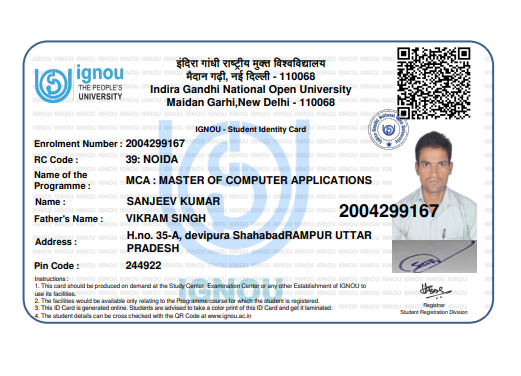 ignou
THE PEOPLE'S
UNIVERSITY
इंदिरा गांधी राष्ट्रीय मुक्त विश्वविद्यालय
मैदान गढ़ी, नई दिल्ली - 110068
Indira Gandhi National Open University
Maidan Garhi,New Delhi - 110068
IGNOU - Student Identity Card
Enrolment Number : 2004299167
RC Code : 39: NOIDA
Name of the
Programme : MCA : MASTER OF COMPUTER APPLICATIONS
Name : SANJEEV KUMAR
2004299167
Father's Name : VIKRAM SINGH
Address : H.no. 35-A, devipura ShahabadRAMPUR UTTAR
PRADESH
Pin Code : 244922
Instructions :
1. This card should be produced on demand at the Study Center, Examination Center or any other Establishment of IGNOU to
use its facilities.
2. The facilities would be available only relating to the Programme/course for which the student is registered.
3. This ID Card is generated online. Students are advised to take a color print of this ID Card and get it laminated.
4. The student details can be cross checked with the QR Code at www.ignou.ac.in
Registrar
Student Registration Division
IGNOU